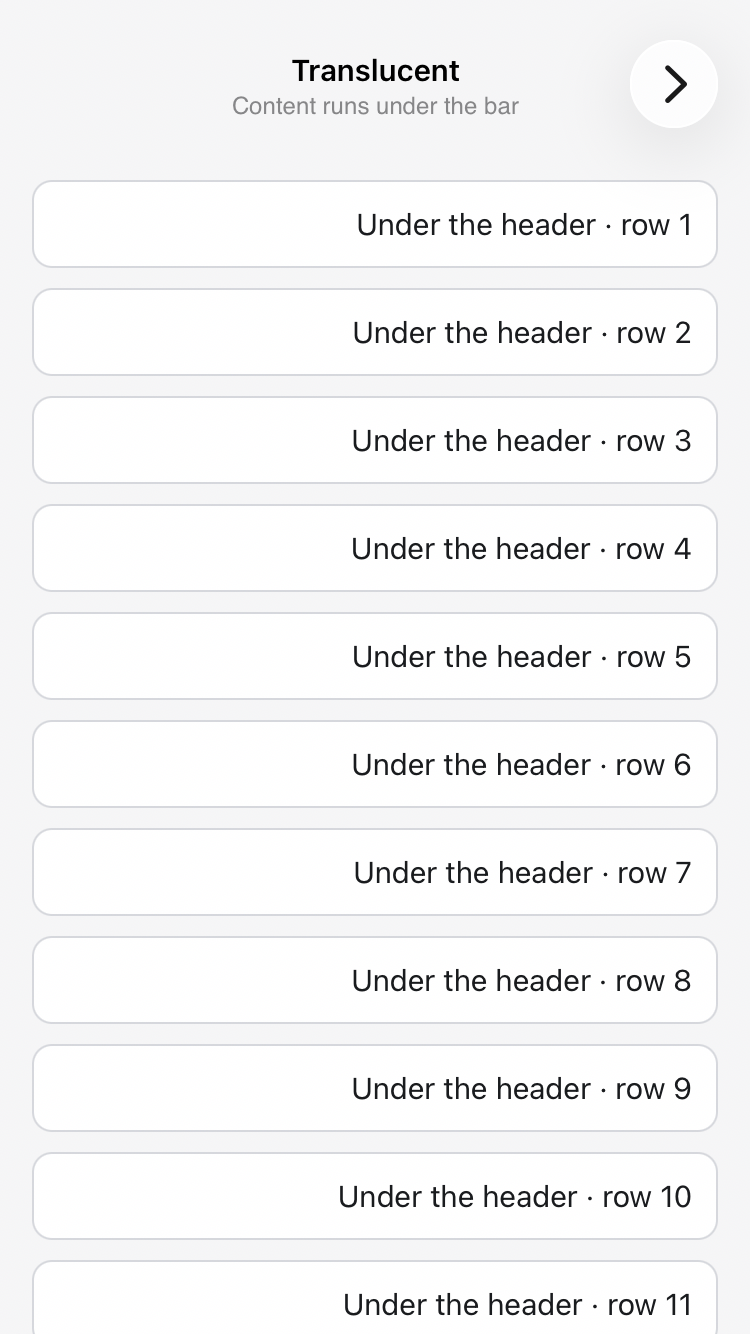 Translucent
Content runs under the bar
Under the header · row 1
Under the header · row 2
Under the header · row 3
Under the header · row 4
Under the header · row 5
Under the header · row 6
Under the header · row 7
Under the header · row 8
Under the header · row 9
Under the header · row 10
Under the header · row 11